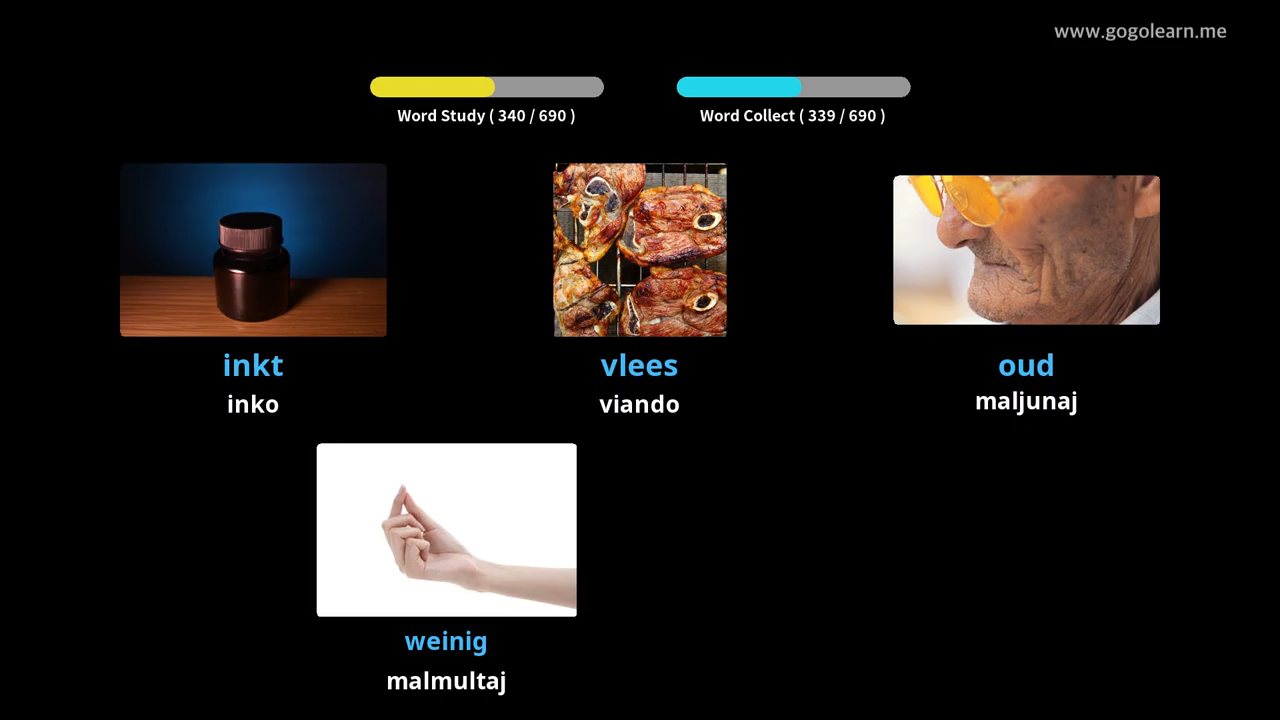 www.gogolearn.me
Word Study ( 340 / 690 )
Word Collect ( 339 / 690 )
inkt
inko
vlees
viando
oud
maljunaj
weinig
malmultaj